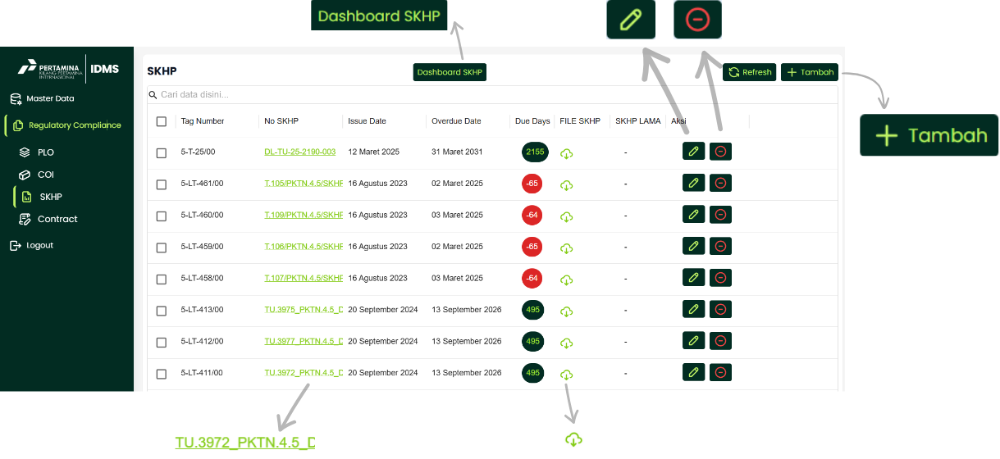 Dashboard SKHP
PERTAMINA
KILANG PERTAMINA
INTERNASIONAL
IDMS
SKHP
Dashboard SKHP
Refresh
Tambah
Cari data disini...
Master Data
Regulatory Compliance
PLO
COI
SKHP
Contract
Logout
Tambah
Tag Number No SKHP Issue Date Overdue Date Due Days FILE SKHP SKHP LAMA Aksi
5-T-25/00 DL-TU-25-2190-003 12 Maret 2025 31 Maret 2031 2155 -
5-LT-461/00 T.105/PKTN.4.5/SKHP 16 Agustus 2023 02 Maret 2025 -65 -
5-LT-460/00 T.109/PKTN.4.5/SKHP 16 Agustus 2023 03 Maret 2025 -64 -
5-LT-459/00 T.106/PKTN.4.5/SKHP 16 Agustus 2023 02 Maret 2025 -65 -
5-LT-458/00 T.107/PKTN.4.5/SKHP 16 Agustus 2023 03 Maret 2025 -64 -
5-LT-413/00 TU.3975_PKTN.4.5_D 20 September 2024 13 September 2026 495 -
5-LT-412/00 TU.3977_PKTN.4.5_D 20 September 2024 13 September 2026 495 -
5-LT-411/00 TU.3972_PKTN.4.5_D 20 September 2024 13 September 2026 495 -
TU.3972_PKTN.4.5_D